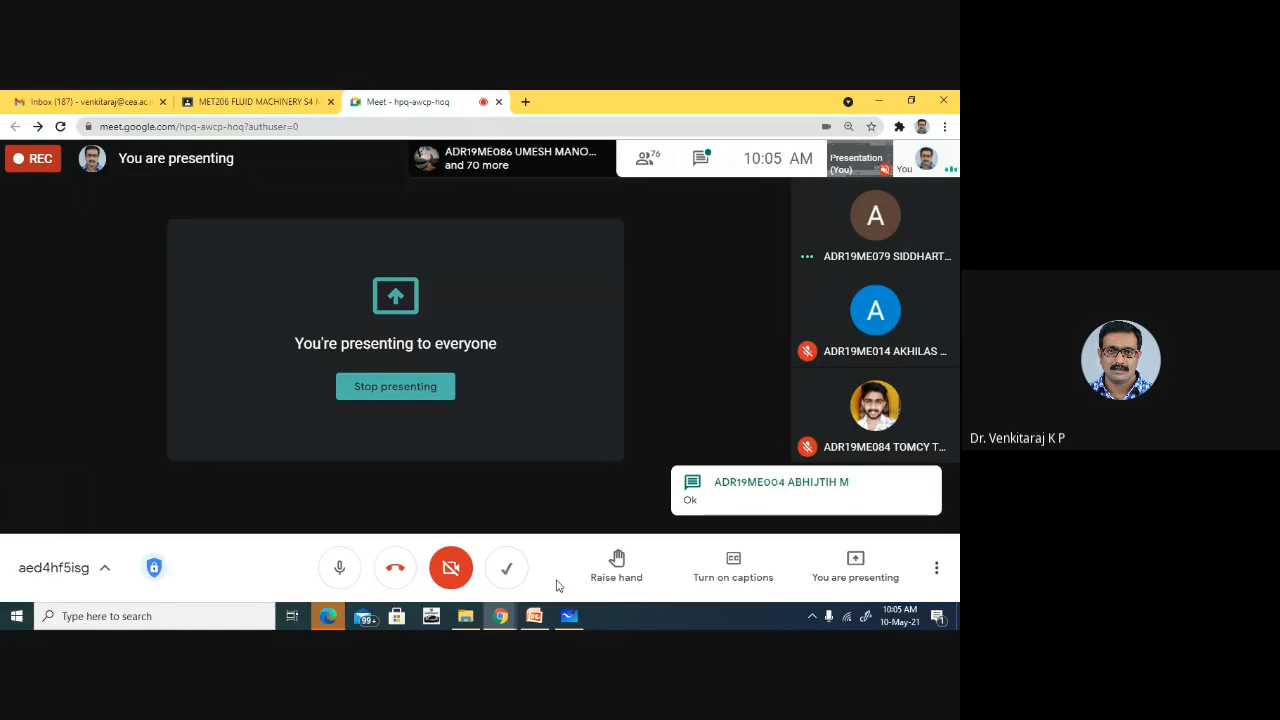 Inbox (187) - venkitaraj@cea.ac.
MET206 FLUID MACHINERY S4
Meet - hpq-awcp-hoq
meet.google.com/hpq-awcp-hoq?authuser=0
REC
You are presenting
ADR19ME086 UMESH MANO...
and 70 more
76
10:05 AM
Presentation
(You)
You
A
ADR19ME079 SIDDHART...
You're presenting to everyone
Stop presenting
A
ADR19ME014 AKHILAS ...
ADR19ME084 TOMCY T...
Dr. Venkitaraj K P
ADR19ME004 ABHIJTIH M
Ok
aed4hf5isg
Raise hand
Turn on captions
You are presenting
Type here to search
99+
10:05 AM
10-May-21
1